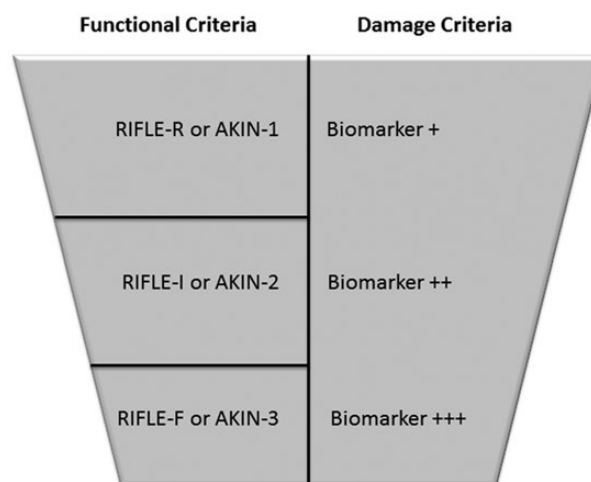 Functional Criteria Damage Criteria
RIFLE-R or AKIN-1 Biomarker +
RIFLE-I or AKIN-2 Biomarker ++
RIFLE-F or AKIN-3 Biomarker +++